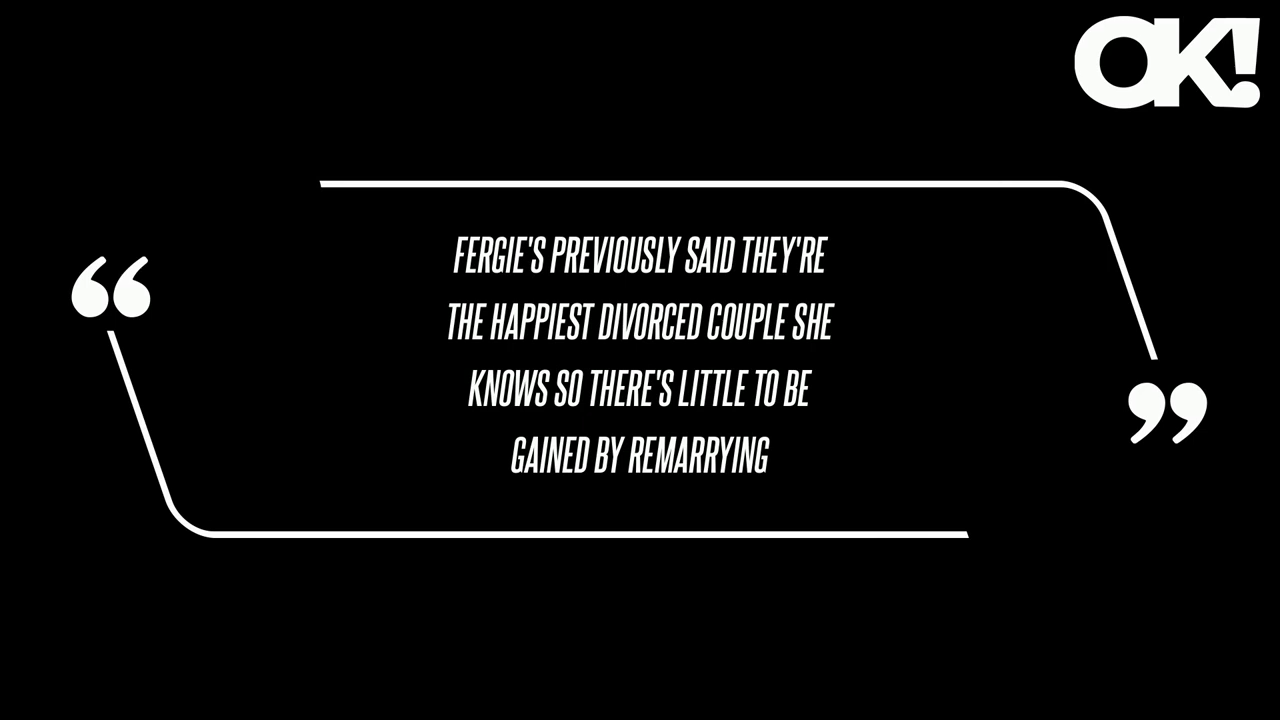 OK!
“
FERGIE'S PREVIOUSLY SAID THEY'RE
THE HAPPIEST DIVORCED COUPLE SHE
KNOWS SO THERE'S LITTLE TO BE
GAINED BY REMARRYING
”